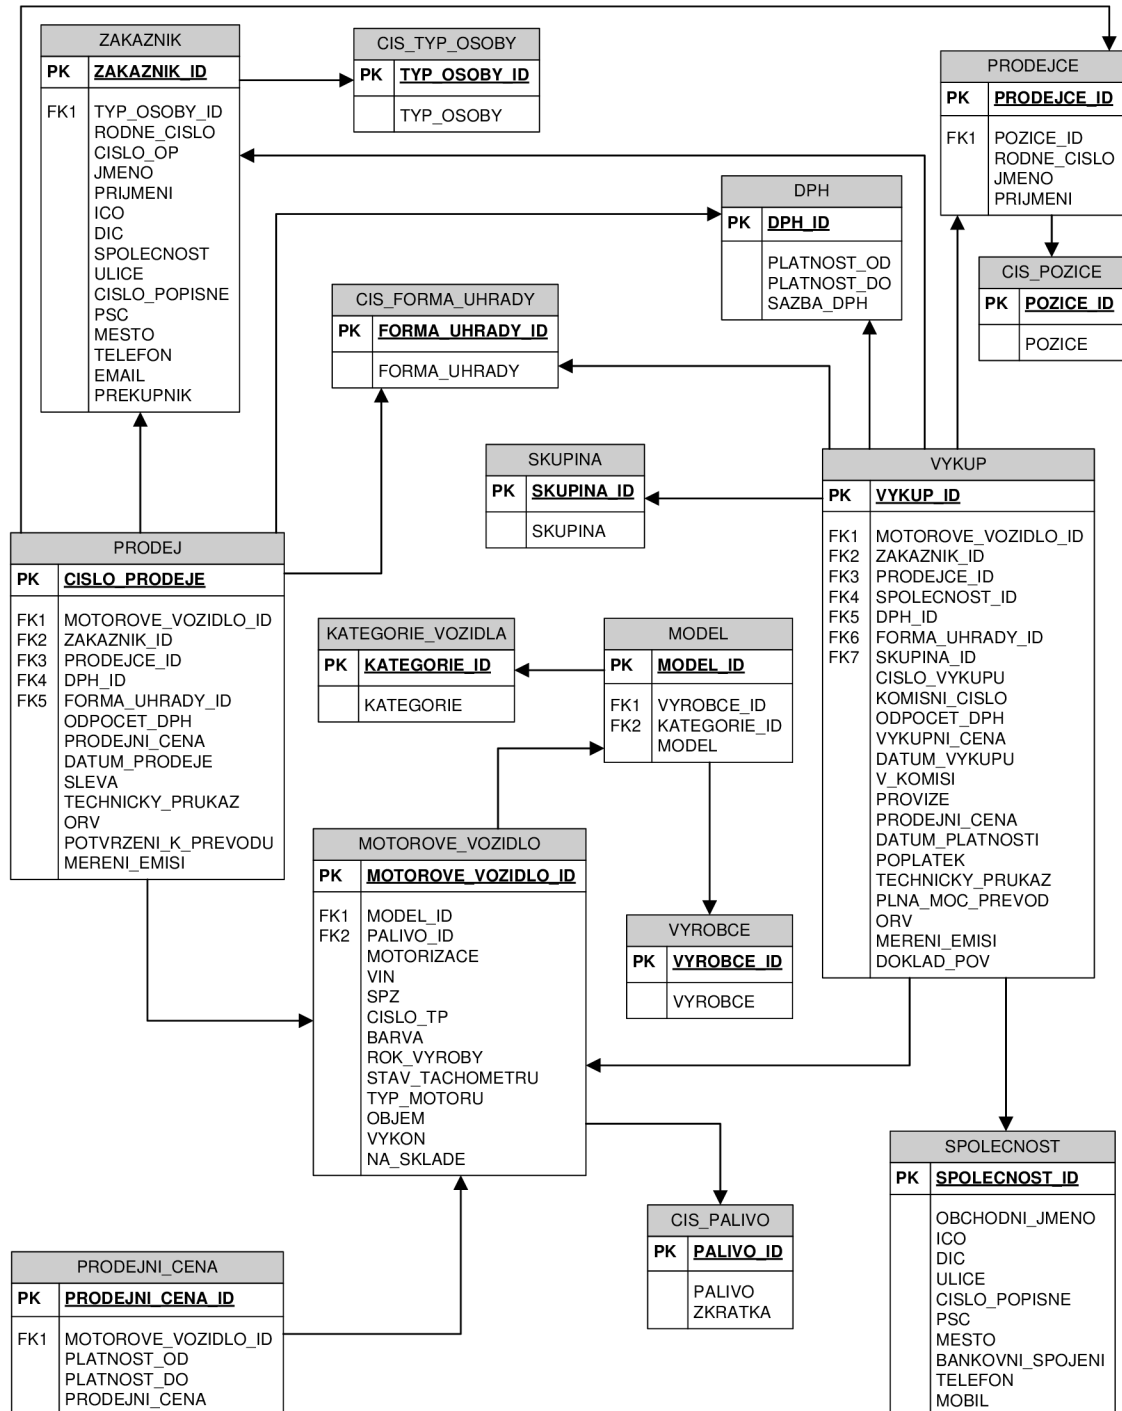 ZAKAZNIK
PK ZAKAZNIK_ID
FK1 TYP_OSOBY_ID
RODNE_CISLO
CISLO_OP
JMENO
PRIJMENI
ICO
DIC
SPOLECNOST
ULICE
CISLO_POPISNE
PSC
MESTO
TELEFON
EMAIL
PREKUPNIK
CIS_TYP_OSOBY
PK TYP_OSOBY_ID
TYP_OSOBY
PRODEJCE
PK PRODEJCE_ID
FK1 POZICE_ID
RODNE_CISLO
JMENO
PRIJMENI
DPH
PK DPH_ID
PLATNOST_OD
PLATNOST_DO
SAZBA_DPH
CIS_POZICE
PK POZICE_ID
POZICE
CIS_FORMA_UHRADY
PK FORMA_UHRADY_ID
FORMA_UHRADY
SKUPINA
PK SKUPINA_ID
SKUPINA
VYKUP
PK VYKUP_ID
FK1 MOTOROVE_VOZIDLO_ID
FK2 ZAKAZNIK_ID
FK3 PRODEJCE_ID
FK4 SPOLECNOST_ID
FK5 DPH_ID
FK6 FORMA_UHRADY_ID
FK7 SKUPINA_ID
CISLO_VYKUPU
KOMISNI_CISLO
ODPOCET_DPH
VYKUPNI_CENA
DATUM_VYKUPU
V_KOMISI
PROVIZE
PRODEJNI_CENA
DATUM_PLATNOSTI
POPLATEK
TECHNICKY_PRUKAZ
PLNA_MOC_PREVOD
ORV
MERENI_EMISI
DOKLAD_POV
PRODEJ
PK CISLO_PRODEJE
FK1 MOTOROVE_VOZIDLO_ID
FK2 ZAKAZNIK_ID
FK3 PRODEJCE_ID
FK4 DPH_ID
FK5 FORMA_UHRADY_ID
ODPOCET_DPH
PRODEJNI_CENA
DATUM_PRODEJE
SLEVA
TECHNICKY_PRUKAZ
ORV
POTVRZENI_K_PREVODU
MERENI_EMISI
KATEGORIE_VOZIDLA
PK KATEGORIE_ID
KATEGORIE
MODEL
PK MODEL_ID
FK1 VYROBCE_ID
FK2 KATEGORIE_ID
MODEL
MOTOROVE_VOZIDLO
PK MOTOROVE_VOZIDLO_ID
FK1 MODEL_ID
FK2 PALIVO_ID
MOTORIZACE
VIN
SPZ
CISLO_TP
BARVA
ROK_VYROBY
STAV_TACHOMETRU
TYP_MOTORU
OBJEM
VYKON
NA_SKLADE
VYROBCE
PK VYROBCE_ID
VYROBCE
SPOLECNOST
PK SPOLECNOST_ID
OBCHODNI_JMENO
ICO
DIC
ULICE
CISLO_POPISNE
PSC
MESTO
BANKOVNI_SPOJENI
TELEFON
MOBIL
CIS_PALIVO
PK PALIVO_ID
PALIVO
ZKRATKA
PRODEJNI_CENA
PK PRODEJNI_CENA_ID
FK1 MOTOROVE_VOZIDLO_ID
PLATNOST_OD
PLATNOST_DO
PRODEJNI_CENA